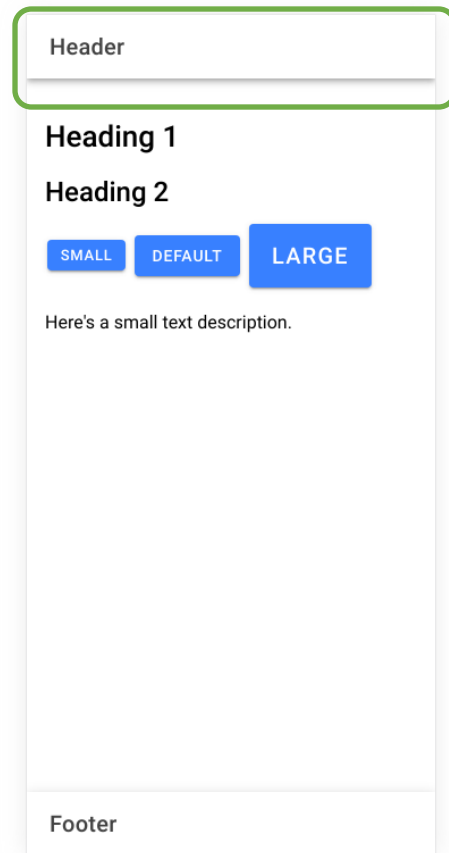 Header
Heading 1
Heading 2
SMALL DEFAULT LARGE
Here's a small text description.
Footer